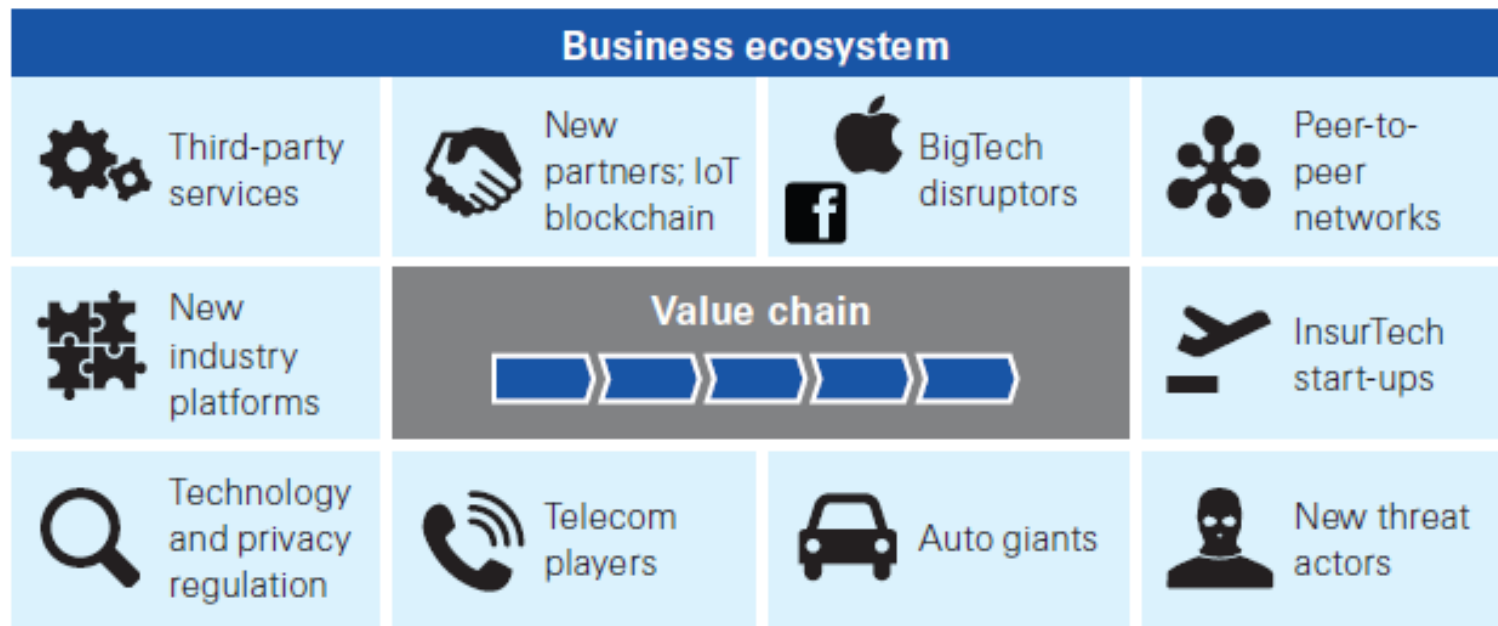 Business ecosystem
Third-party
services
New
partners; IoT
blockchain
BigTech
disruptors
Peer-to-
peer
networks
New
industry
platforms
Value chain
InsurTech
start-ups
Technology
and privacy
regulation
Telecom
players
Auto giants
New threat
actors